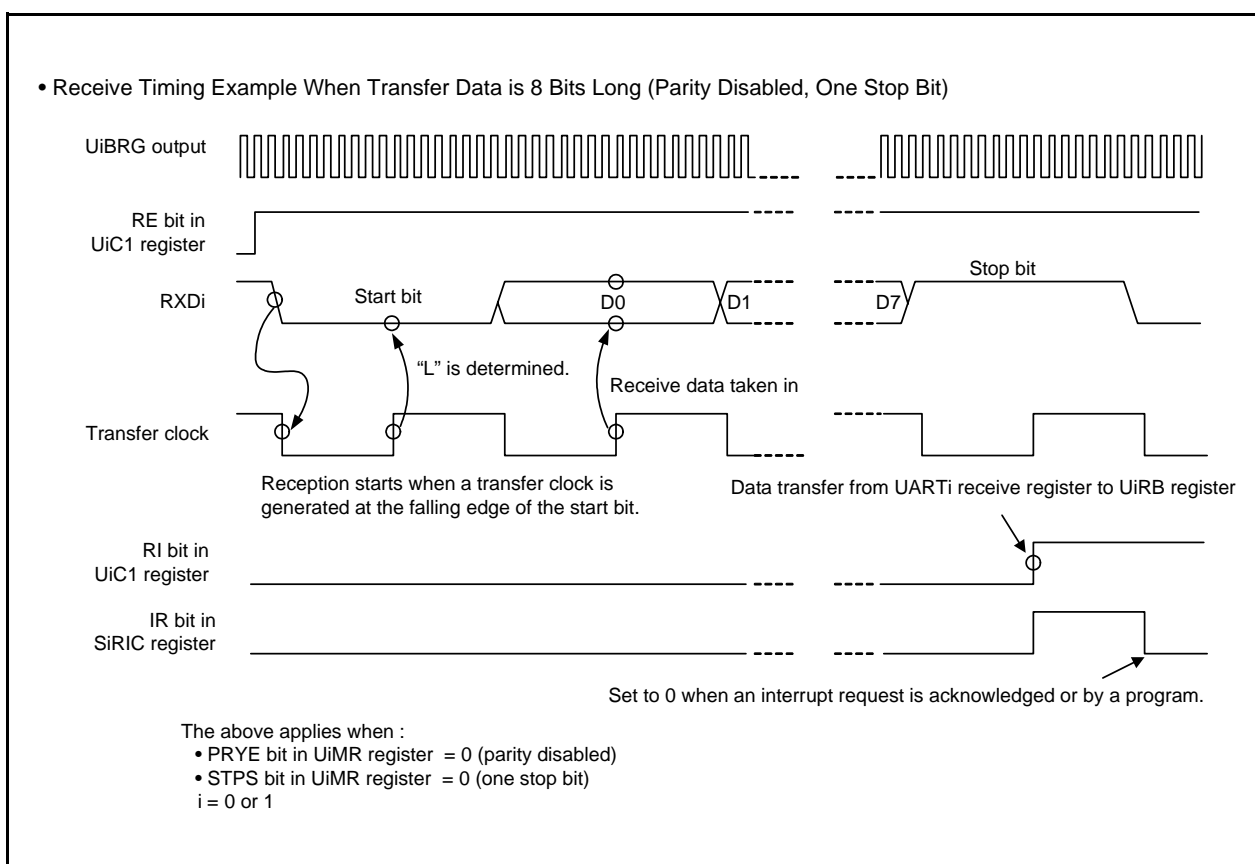 • Receive Timing Example When Transfer Data is 8 Bits Long (Parity Disabled, One Stop Bit)
UiBRG output
RE bit in
UiC1 register
RXDi
Start bit
D0
D1
D7
Stop bit
“L” is determined.
Receive data taken in
Transfer clock
Reception starts when a transfer clock is
generated at the falling edge of the start bit.
Data transfer from UARTi receive register to UiRB register
RI bit in
UiC1 register
IR bit in
SiRIC register
Set to 0 when an interrupt request is acknowledged or by a program.
The above applies when :
• PRYE bit in UiMR register = 0 (parity disabled)
• STPS bit in UiMR register = 0 (one stop bit)
i = 0 or 1